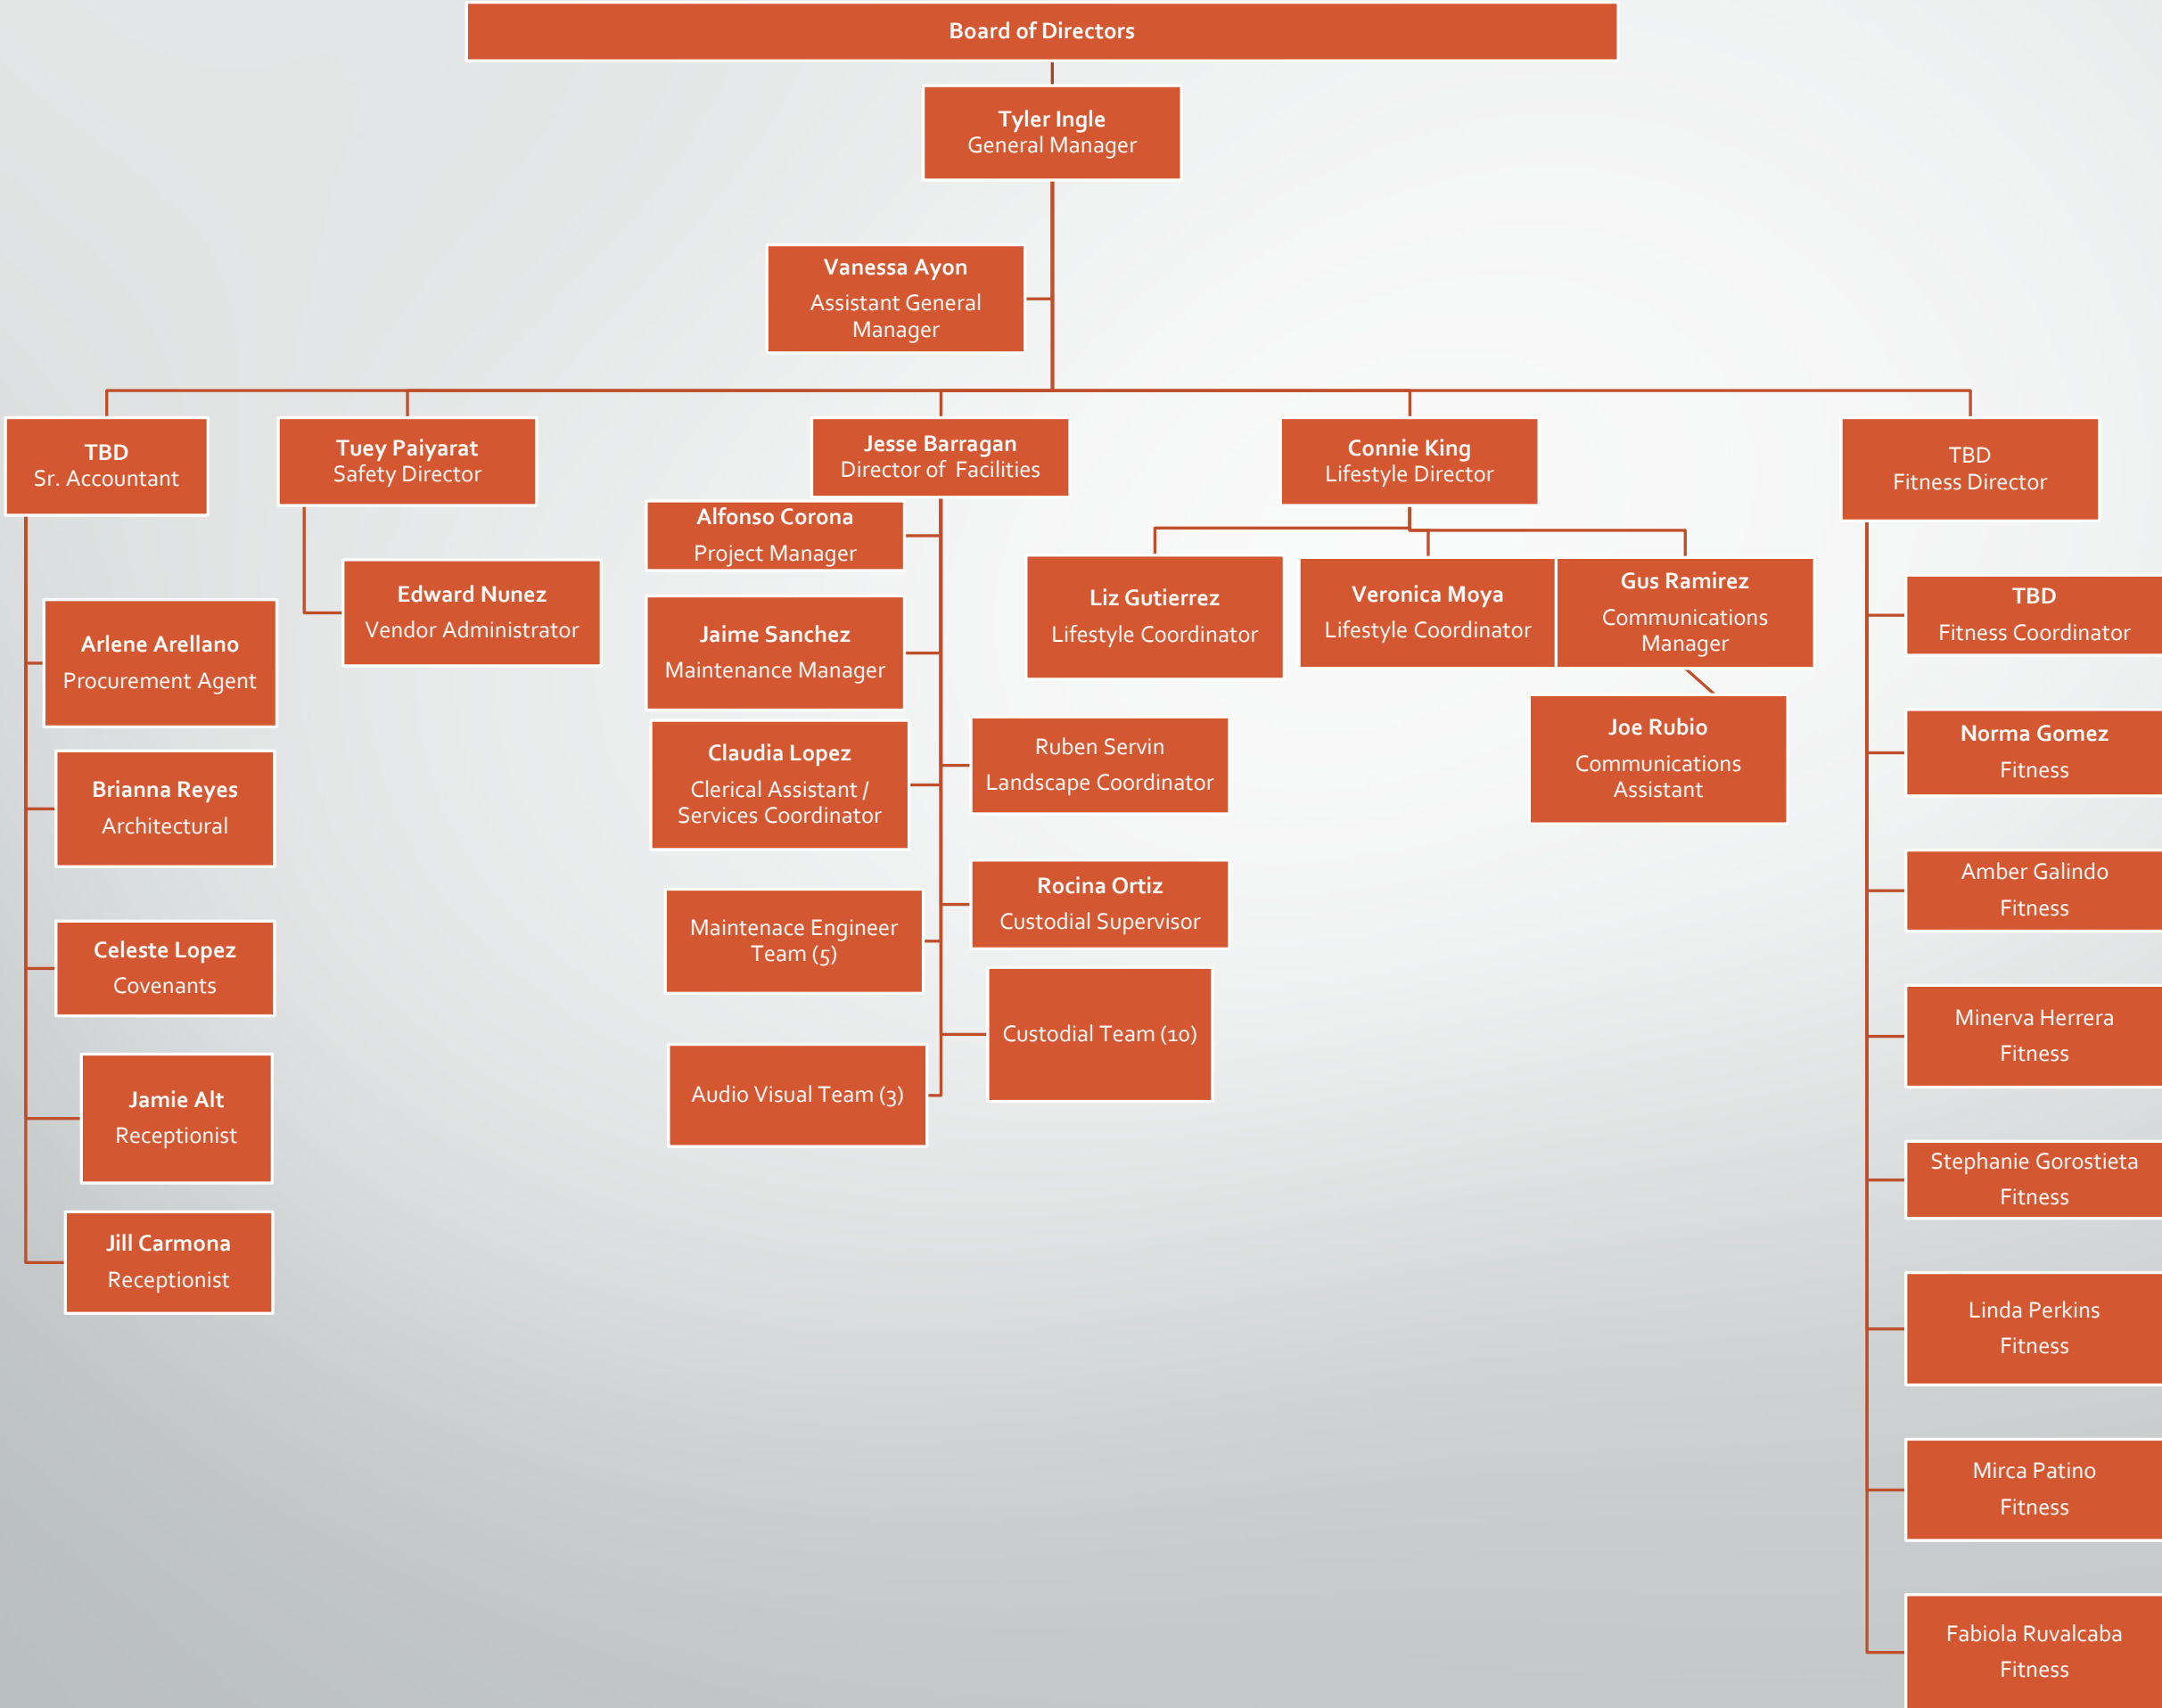 Board of Directors
Tyler Ingle
General Manager
Vanessa Ayon
Assistant General
Manager
TBD
Sr. Accountant
Arlene Arellano
Procurement Agent
Brianna Reyes
Architectural
Celeste Lopez
Covenants
Jamie Alt
Receptionist
Jill Carmona
Receptionist
Tuey Paiyarat
Safety Director
Edward Nunez
Vendor Administrator
Jesse Barragan
Director of  Facilities
Alfonso Corona
Project Manager
Jaime Sanchez
Maintenance Manager
Claudia Lopez
Clerical Assistant /
Services Coordinator
Ruben Servin
Landscape Coordinator
Maintenace Engineer
Team (5)
Rocina Ortiz
Custodial Supervisor
Audio Visual Team (3)
Custodial Team (10)
Connie King
Lifestyle Director
Liz Gutierrez
Lifestyle Coordinator
Veronica Moya
Lifestyle Coordinator
Gus Ramirez
Communications
Manager
Joe Rubio
Communications
Assistant
TBD
Fitness Director
TBD
Fitness Coordinator
Norma Gomez
Fitness
Amber Galindo
Fitness
Minerva Herrera
Fitness
Stephanie Gorostieta
Fitness
Linda Perkins
Fitness
Mirca Patino
Fitness
Fabiola Ruvalcaba
Fitness